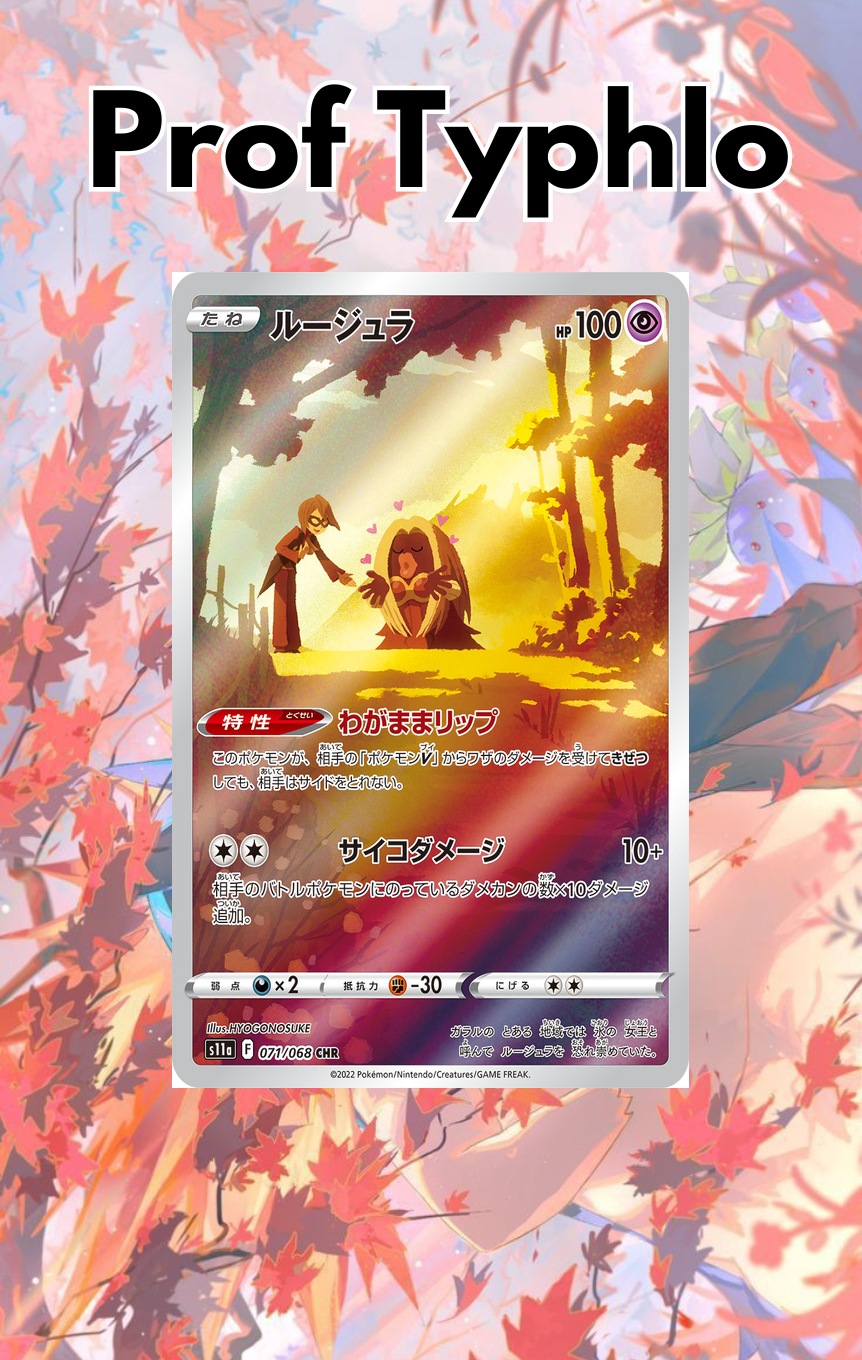 Prof Typhlo
たね ルージュラ HP 100
特性 とくせい わがままリップ
このポケモンが、相手の「ポケモンV」からワザのダメージを受けてきぜつ
しても、相手はサイドをとれない。
サイコダメージ 10+
相手のバトルポケモンにのっているダメカンの数×10ダメージ
追加。
弱点 ×2 抵抗力 -30 にげる
Illus.HYOGONOSUKE
ガラルの とある 地域では 氷の 女王と
s11a F 071/068 CHR
呼んで ルージュラを 恐れ崇めていた。
©2022 Pokémon/Nintendo/Creatures/GAME FREAK.